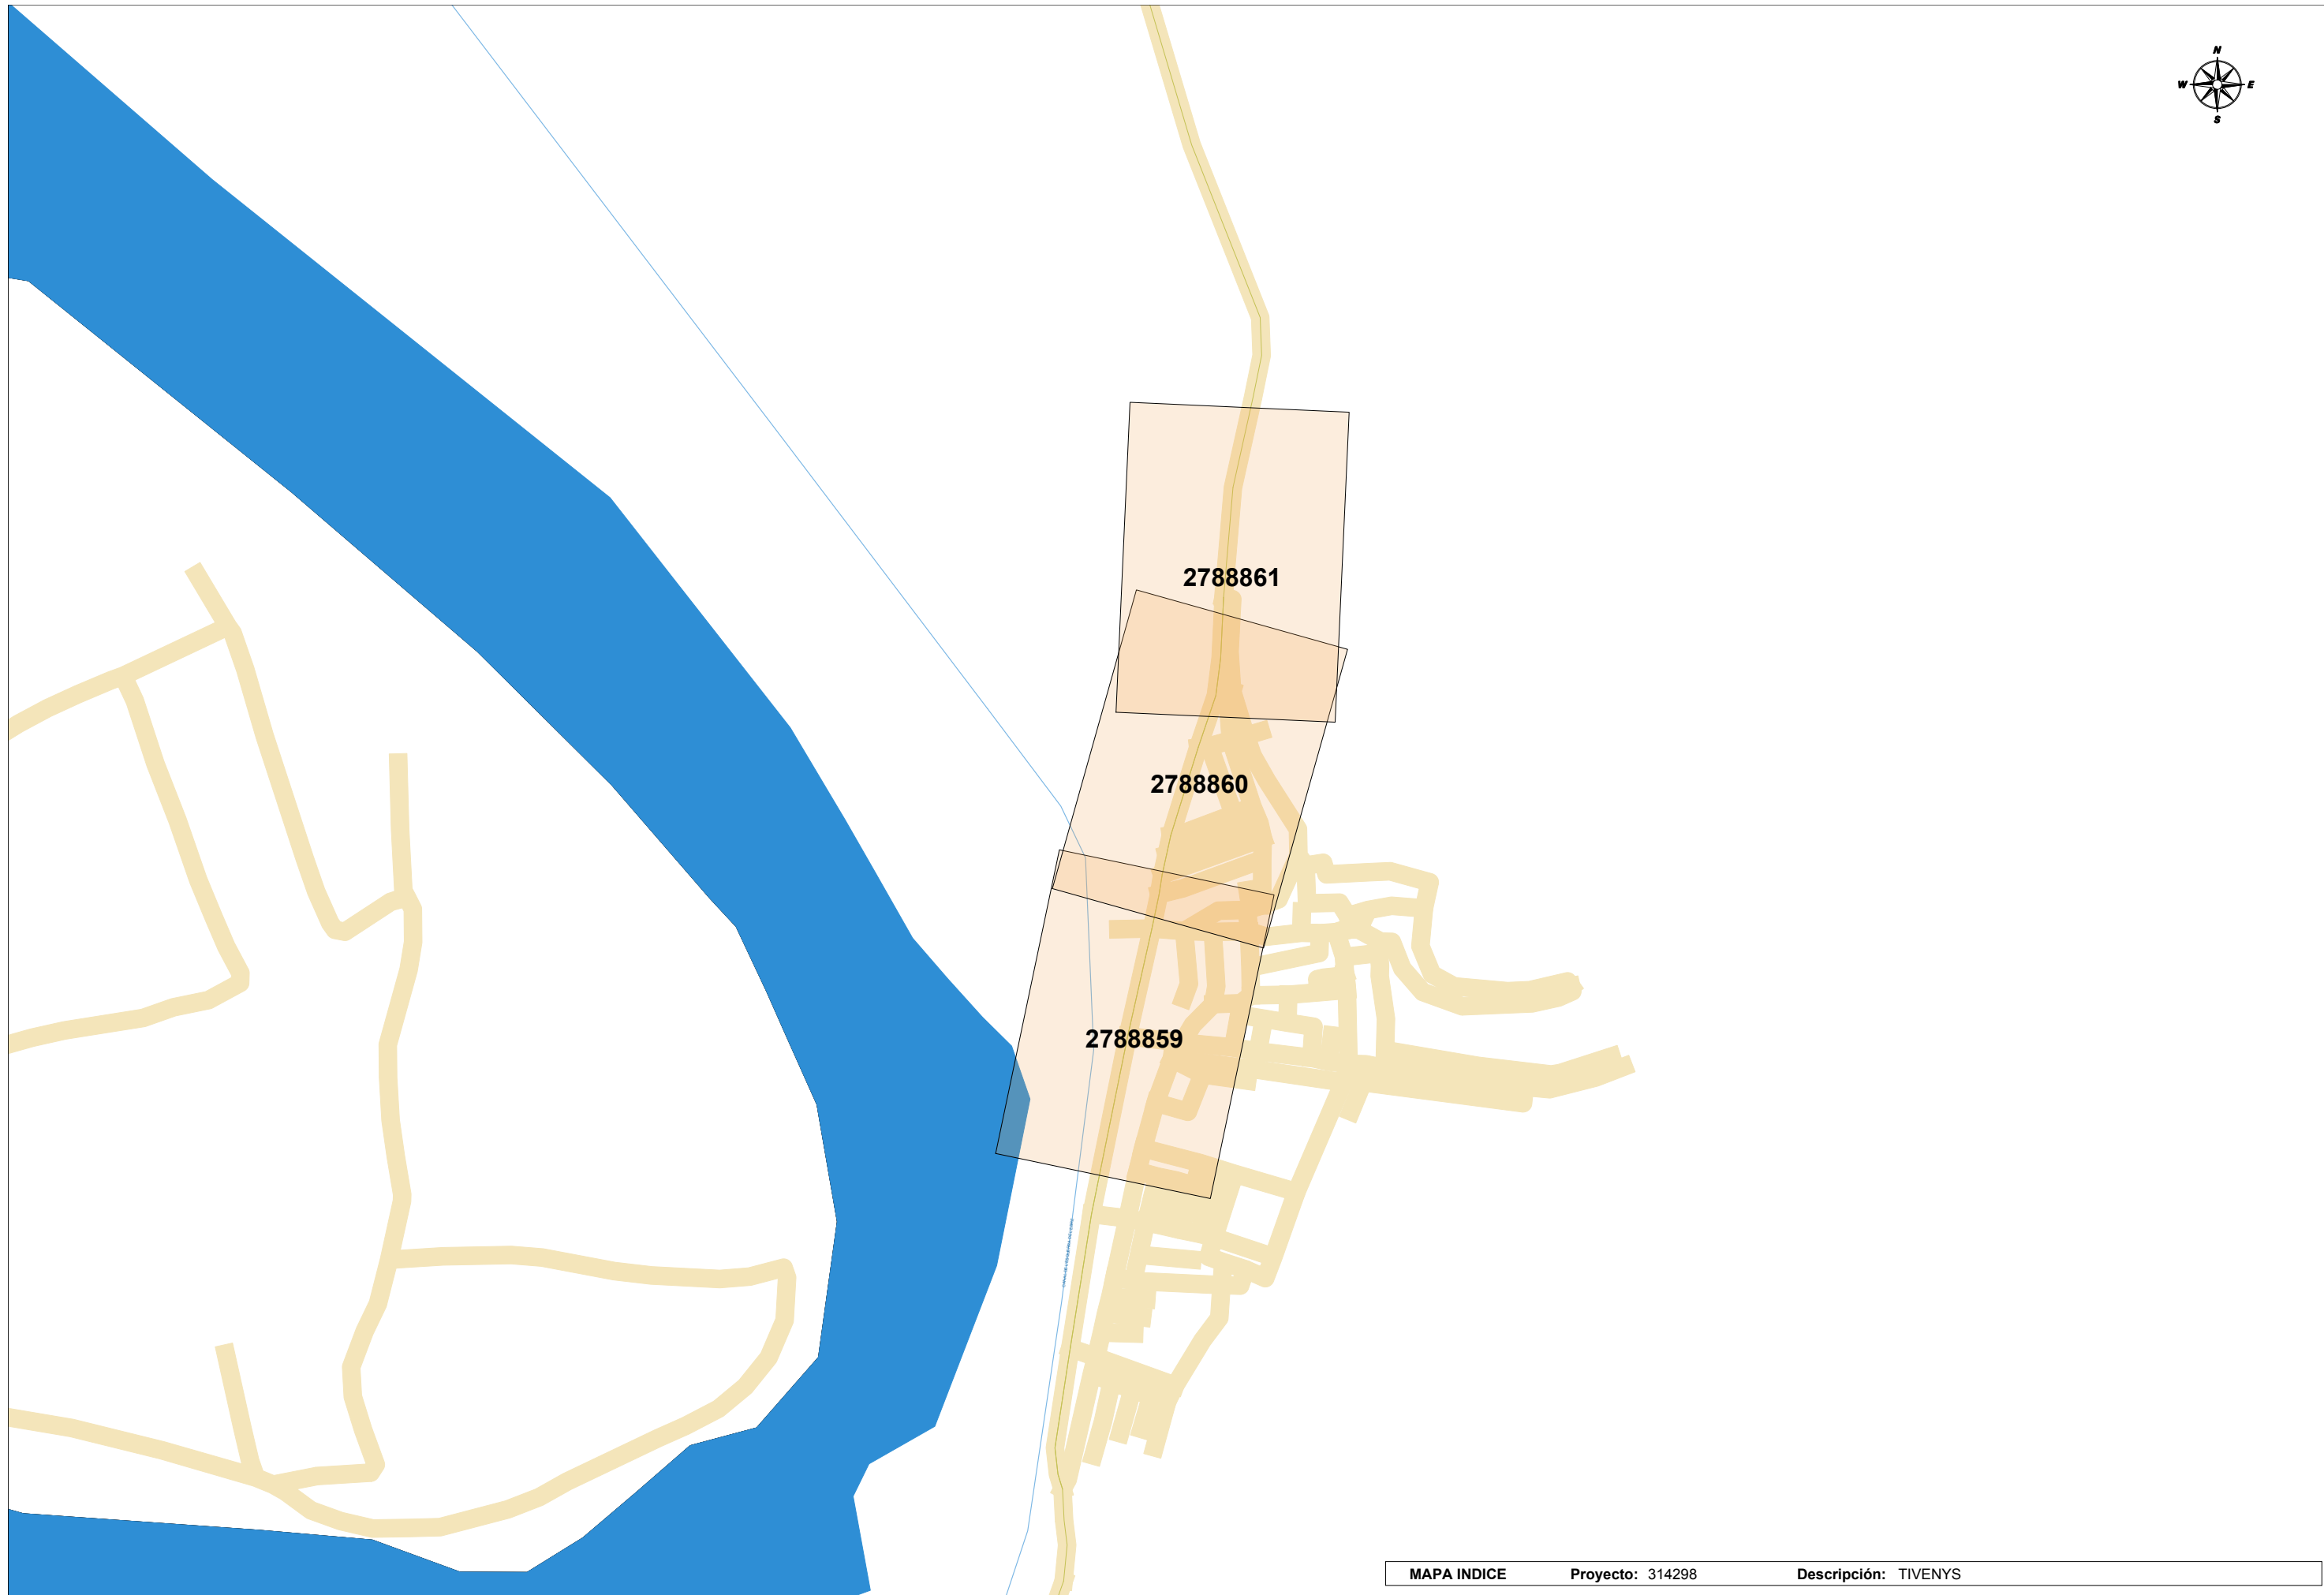 N
W E
S
2788861
2788860
2788859
MAPA INDICE Proyecto: 314298 Descripción: TIVENYS